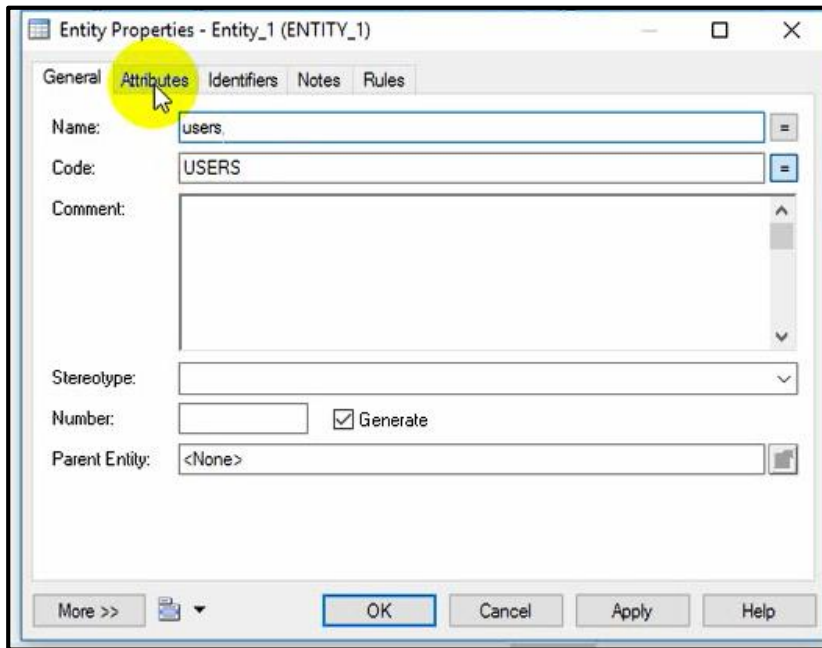 Entity Properties - Entity_1 (ENTITY_1)
General Attributes Identifiers Notes Rules
Name: users =
Code: USERS =
Comment:
Stereotype:
Number: Generate
Parent Entity: <None>
More >> OK Cancel Apply Help